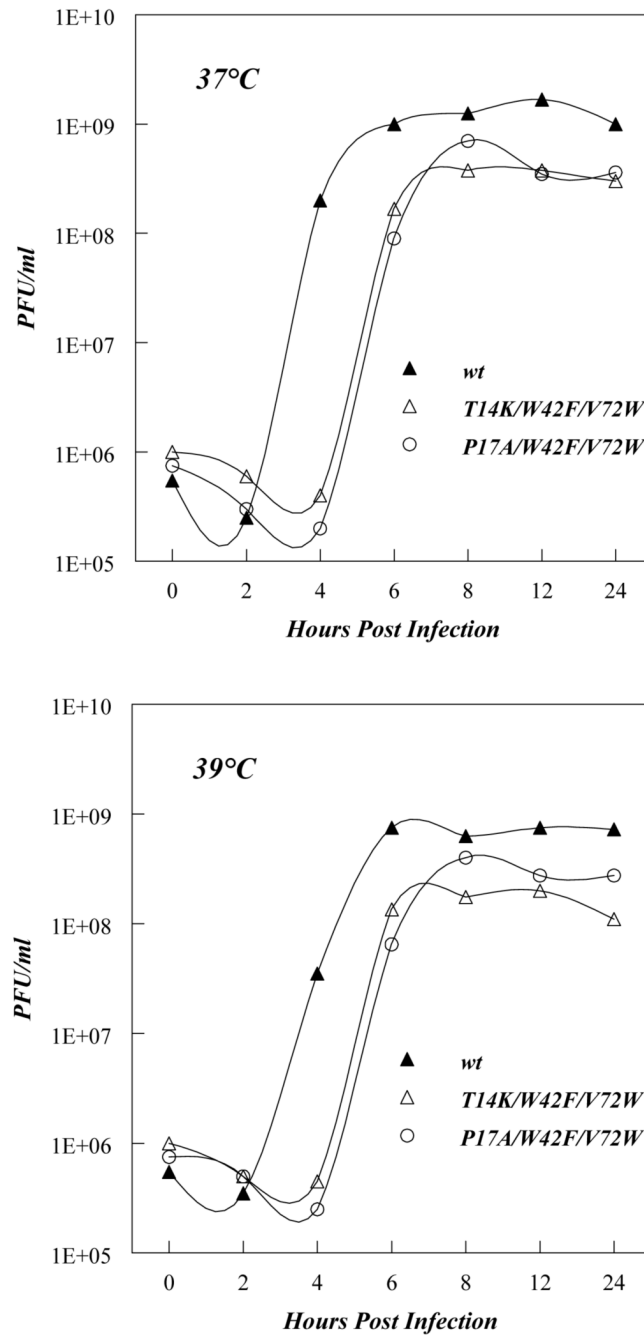 1E+10
37°C
1E+09
1E+08
PFU/ml
1E+07
wt
T14K/W42F/V72W
1E+06
P17A/W42F/V72W
1E+05
0 2 4 6 8 12 24
Hours Post Infection
1E+10
39°C
1E+09
1E+08
PFU/ml
1E+07
wt
T14K/W42F/V72W
1E+06
P17A/W42F/V72W
1E+05
0 2 4 6 8 12 24
Hours Post Infection